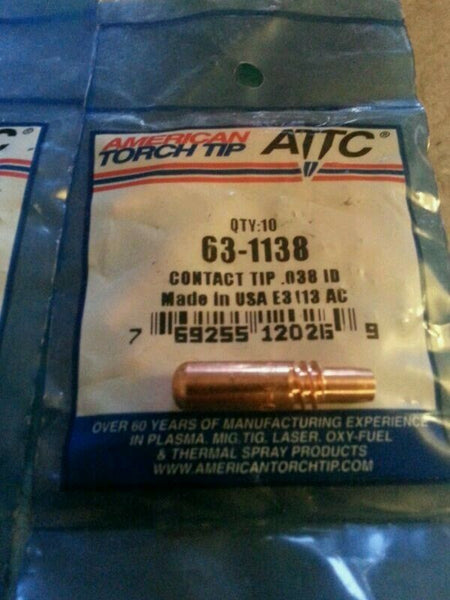 AMERICAN ATTC®
TORCH TIP
TC®
QTY:10
63-1138
CONTACT TIP .038 ID
Made in USA E3113 AC
7 69255 12026 9
OVER 60 YEARS OF MANUFACTURING EXPERIENCE
IN PLASMA, MIG, TIG, LASER, OXY-FUEL
& THERMAL SPRAY PRODUCTS
WWW.AMERICANTORCHTIP.COM